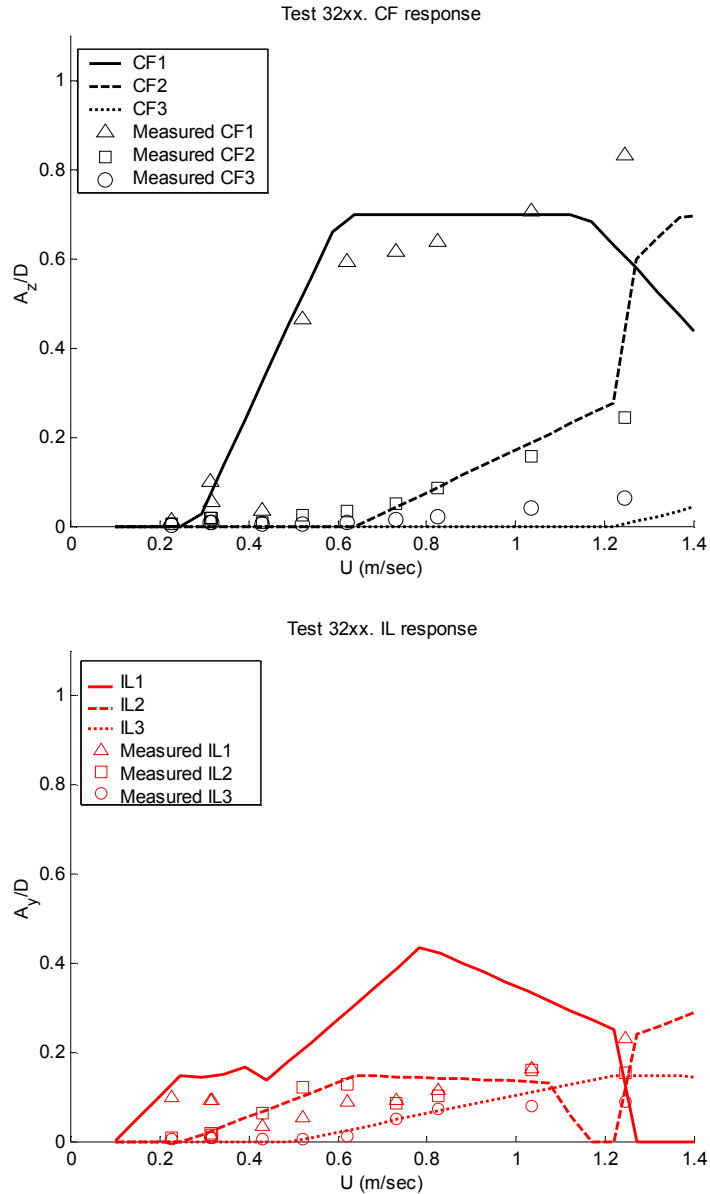 Test 32xx. CF response
1
0.8
0.6
0.4
0.2
0
A_z/D
CF1
CF2
CF3
Measured CF1
Measured CF2
Measured CF3
0 0.2 0.4 0.6 0.8 1 1.2 1.4
U (m/sec)
Test 32xx. IL response
1
0.8
0.6
0.4
0.2
0
A_y/D
IL1
IL2
IL3
Measured IL1
Measured IL2
Measured IL3
0 0.2 0.4 0.6 0.8 1 1.2 1.4
U (m/sec)